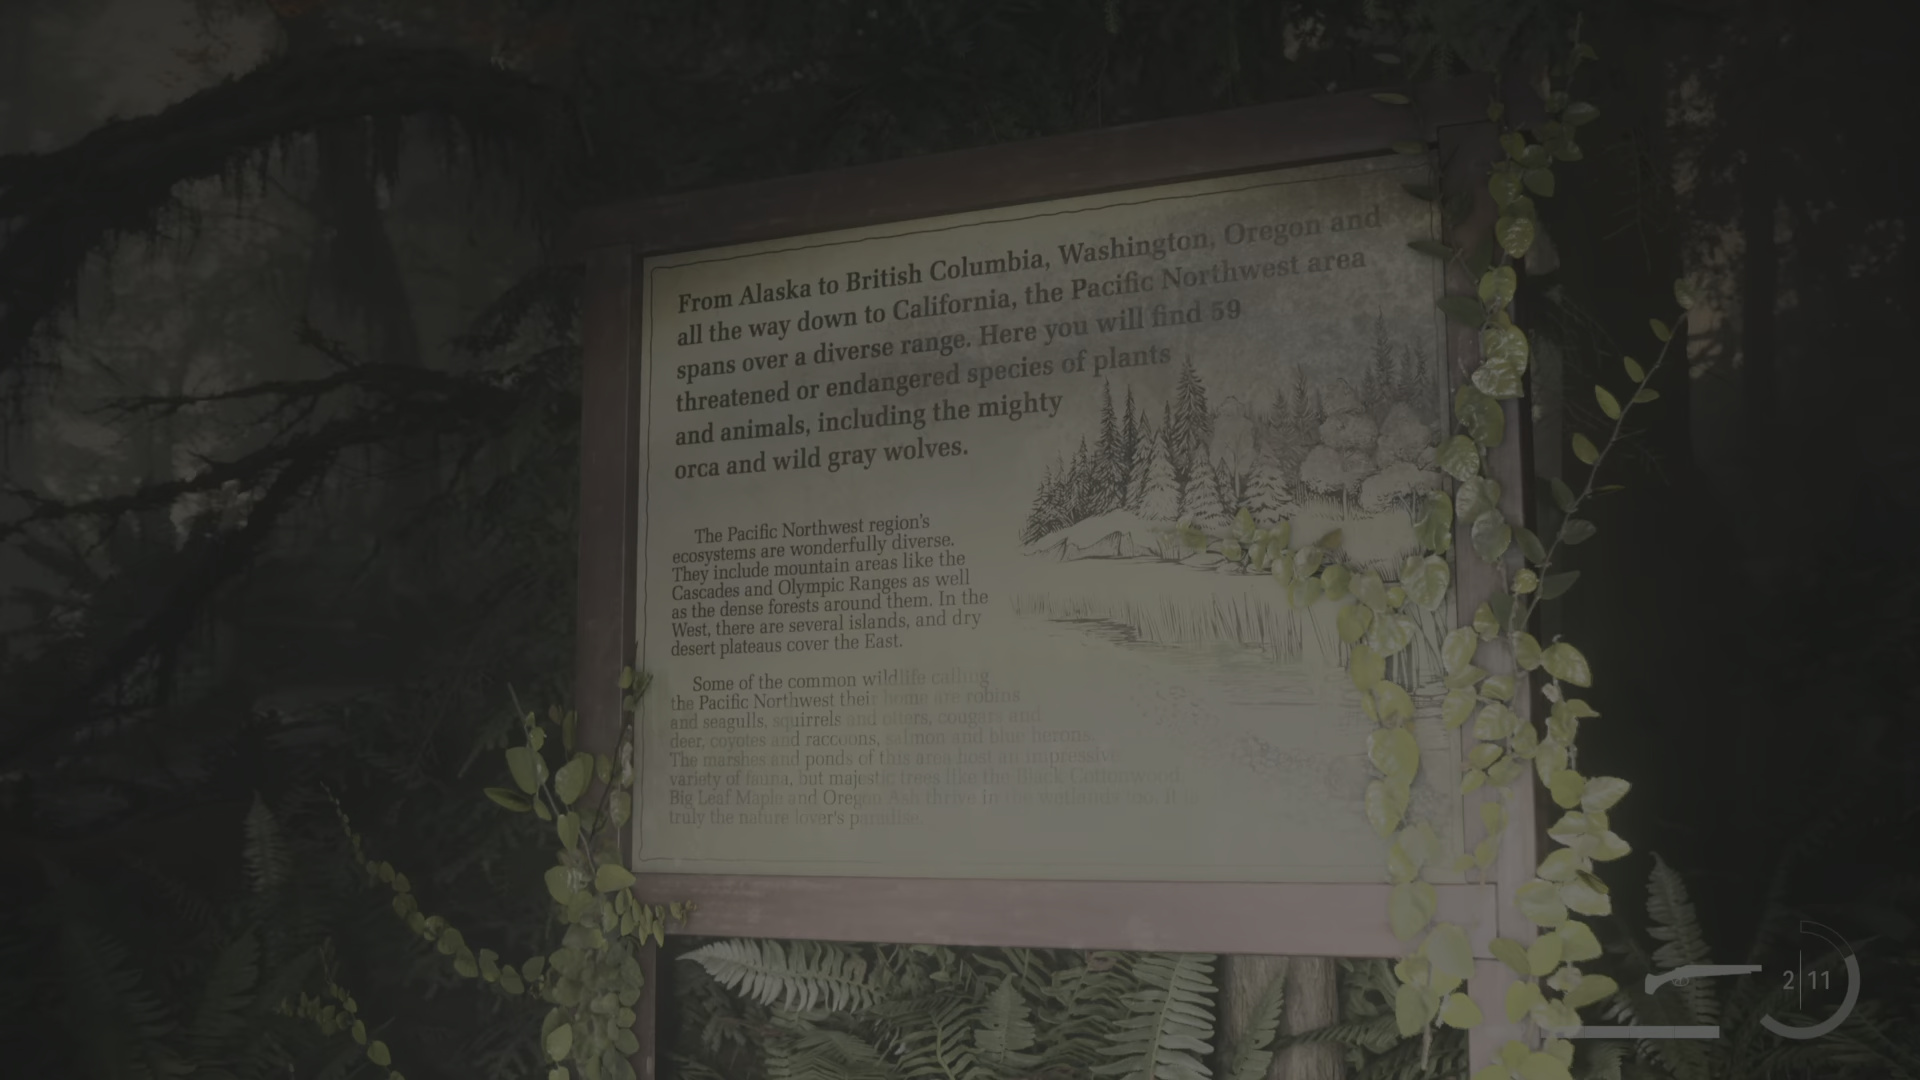 From Alaska to British Columbia, Washington, Oregon and
all the way down to California, the Pacific Northwest area
spans over a diverse range. Here you will find 59
threatened or endangered species of plants
and animals, including the mighty
orca and wild gray wolves.
The Pacific Northwest region's
ecosystems are wonderfully diverse.
They include mountain areas like the
Cascades and Olympic Ranges as well
as the dense forests around them. In the
West, there are several islands, and dry
desert plateaus cover the East.
Some of the common wildlife calling
the Pacific Northwest their home are robins
and seagulls, squirrels and otters, cougars and
deer, coyotes and raccoons, salmon and blue herons.
The marshes and ponds of this area host an impressive
variety of fauna, but majestic trees like the Black Cottonwood,
Big Leaf Maple and Oregon Ash thrive in the wetlands too. It is
truly the nature lover's paradise.
2 11